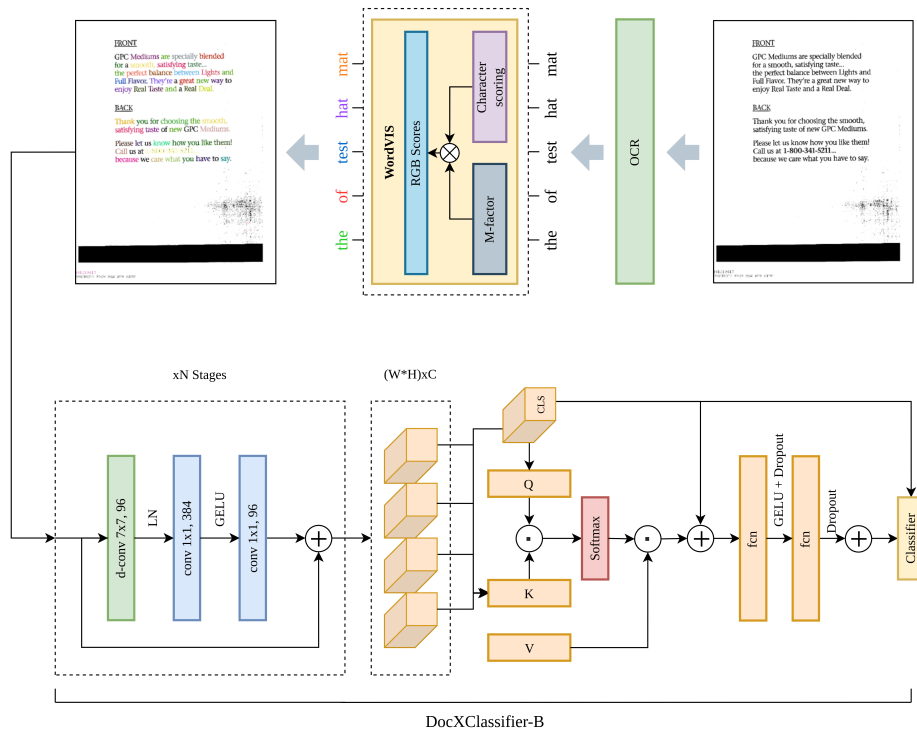 FRONT
GPC Mediums are specially blended
for a smooth, satisfying taste...
the perfect balance between Lights and
Full Flavor. They're a great new way to
enjoy Real Taste and a Real Deal.
BACK
Thank you for choosing the smooth,
satisfying taste of new GPC Mediums.
Please let us know how you like them!
Call us at 1-800-341-5211...
because we care what you have to say.
mat
hat
test
of
the
WordVIS
RGB Scores
Character
scoring
M-factor
mat
hat
test
of
the
OCR
FRONT
GPC Mediums are specially blended
for a smooth, satisfying taste...
the perfect balance between Lights and
Full Flavor. They're a great new way to
enjoy Real Taste and a Real Deal.
BACK
Thank you for choosing the smooth,
satisfying taste of new GPC Mediums.
Please let us know how you like them!
Call us at 1-800-341-5211...
because we care what you have to say.
xN Stages
(W*H)xC
d-conv 7x7, 96
LN
conv 1x1, 384
GELU
conv 1x1, 96
CLS
Q
K
V
Softmax
fcn
GELU + Dropout
fcn
Dropout
Classifier
DocXClassifier-B